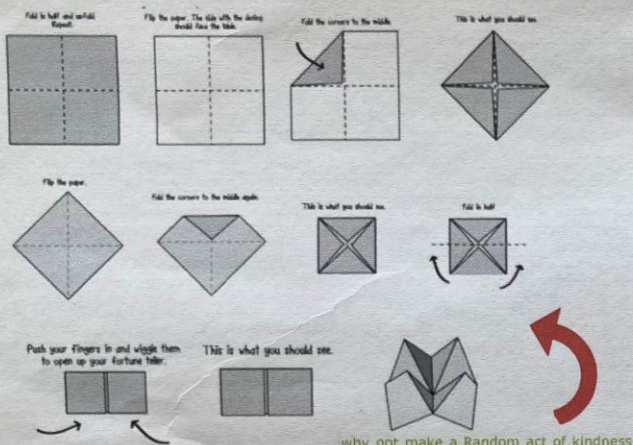 Fold in half and unfold.
Repeat.
Flip the paper. The side with the
should face the table.
Fold the corners to the middle.
This is what you should see.
Flip the paper.
Fold the corners to the middle again.
This is what you should see.
Fold in half
Push your fingers in and wiggle them
to open up your fortune teller.
This is what you should see.
why not make a Random act of kindness